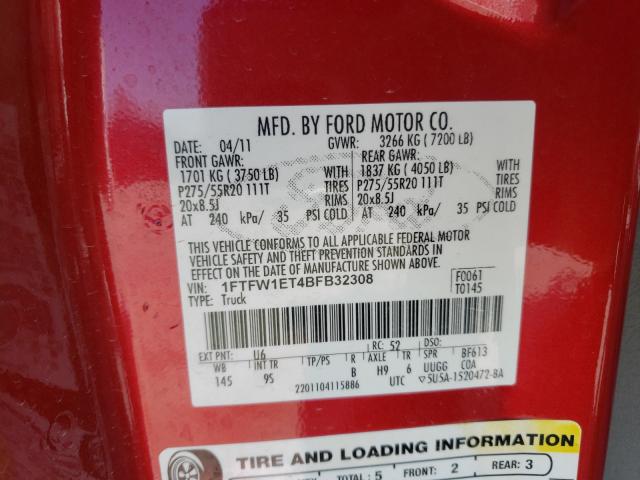 MFD. BY FORD MOTOR CO.
DATE: 04/11 GVWR: 3266 KG (7200 LB)
FRONT GAWR: REAR GAWR:
1701 KG (3750 LB) WITH 1837 KG (4050 LB) WITH
P275/55R20 111T TIRES P275/55R20 111T TIRES
20x8.5J RIMS 20x8.5J RIMS
AT 240 kPa/ 35 PSI COLD AT 240 kPa/ 35 PSI COLD
THIS VEHICLE CONFORMS TO ALL APPLICABLE FEDERAL MOTOR
VEHICLE SAFETY AND THEFT PREVENTION STANDARDS IN
EFFECT ON THE DATE OF MANUFACTURE SHOWN ABOVE.
VIN: 1FTFW1ET4BFB32308 F0061
TYPE: Truck T0145
EXT PNT: U6 RC: 52 DSO:
WB TP/PS R AXLE TR SPR BF613
145 95 B H9 6 UUGG COA
2201104115886 UTC 5U5A-1520472-BA
TIRE AND LOADING INFORMATION
TOTAL: 5 FRONT: 2 REAR: 3